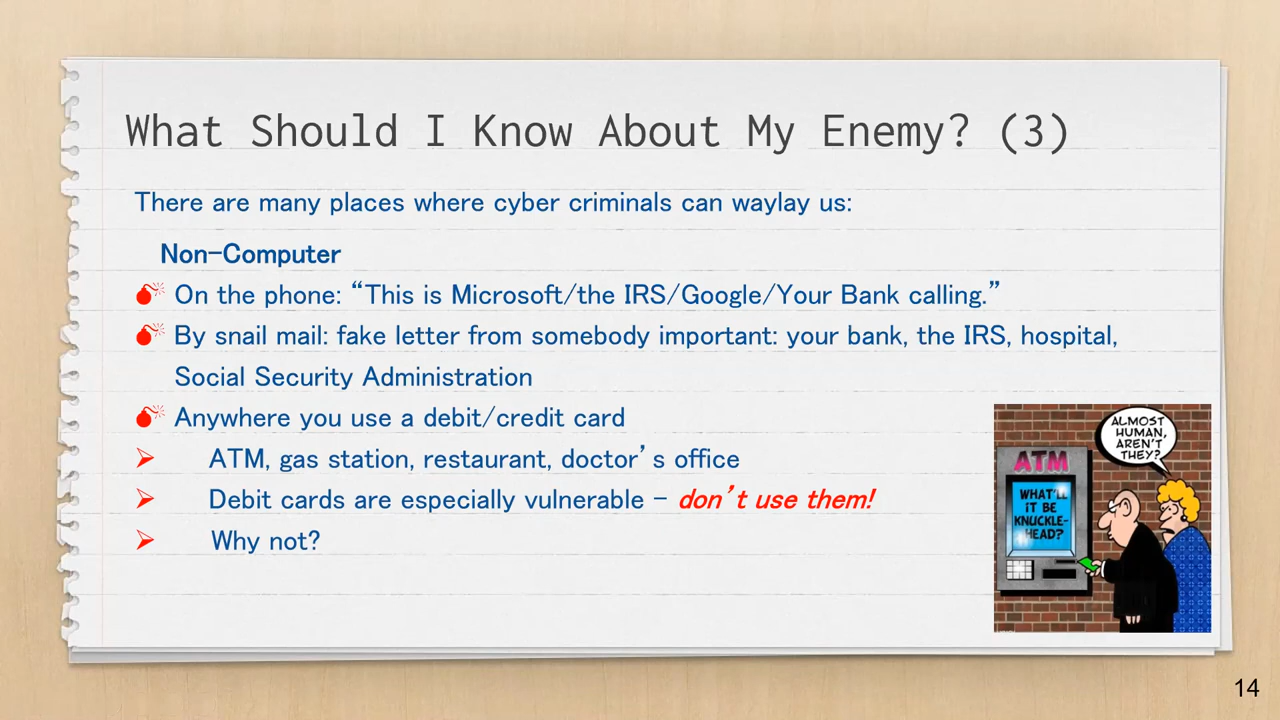 What Should I Know About My Enemy? (3)
There are many places where cyber criminals can waylay us:
Non-Computer
On the phone: “This is Microsoft/the IRS/Google/Your Bank calling.”
By snail mail: fake letter from somebody important: your bank, the IRS, hospital,
Social Security Administration
Anywhere you use a debit/credit card
ATM, gas station, restaurant, doctor’s office
Debit cards are especially vulnerable – don’t use them!
Why not?
ALMOST
HUMAN,
AREN'T
THEY?
ATM
WHAT'LL
IT BE
KNUCKLE-
HEAD?
14